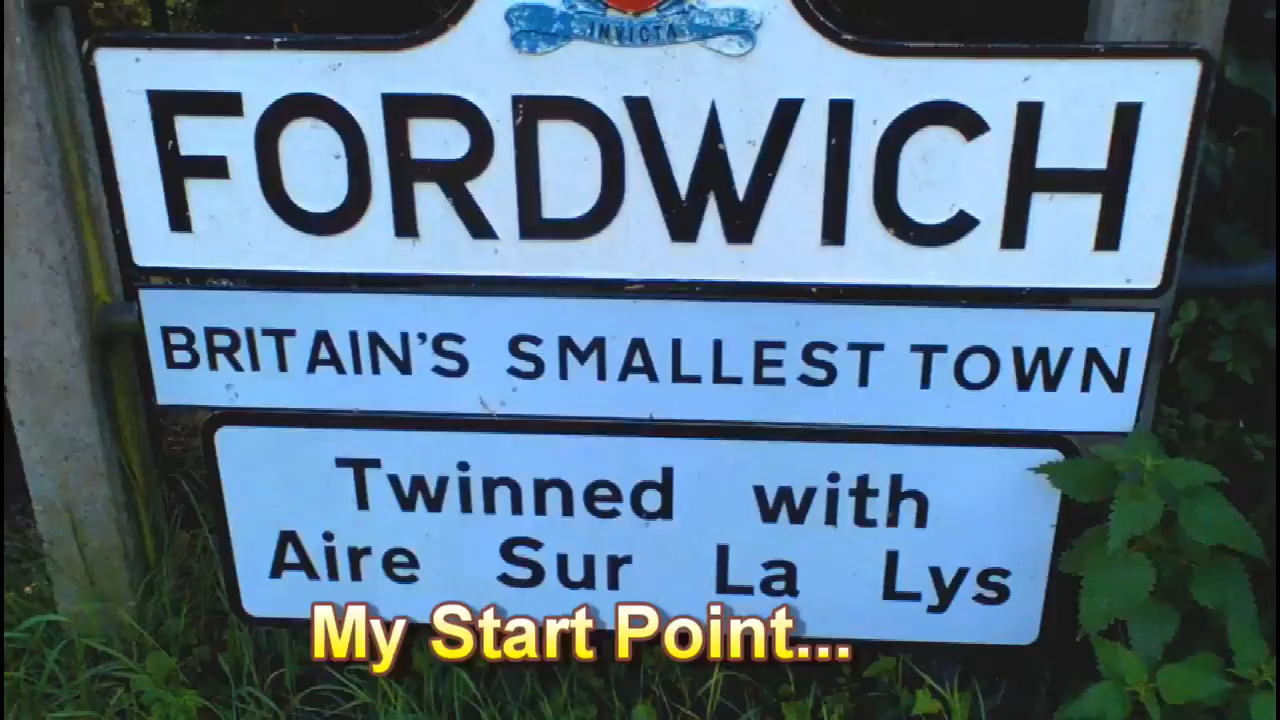 INVICTA
FORDWICH
BRITAIN'S SMALLEST TOWN
Twinned with
Aire Sur La Lys
My Start Point...